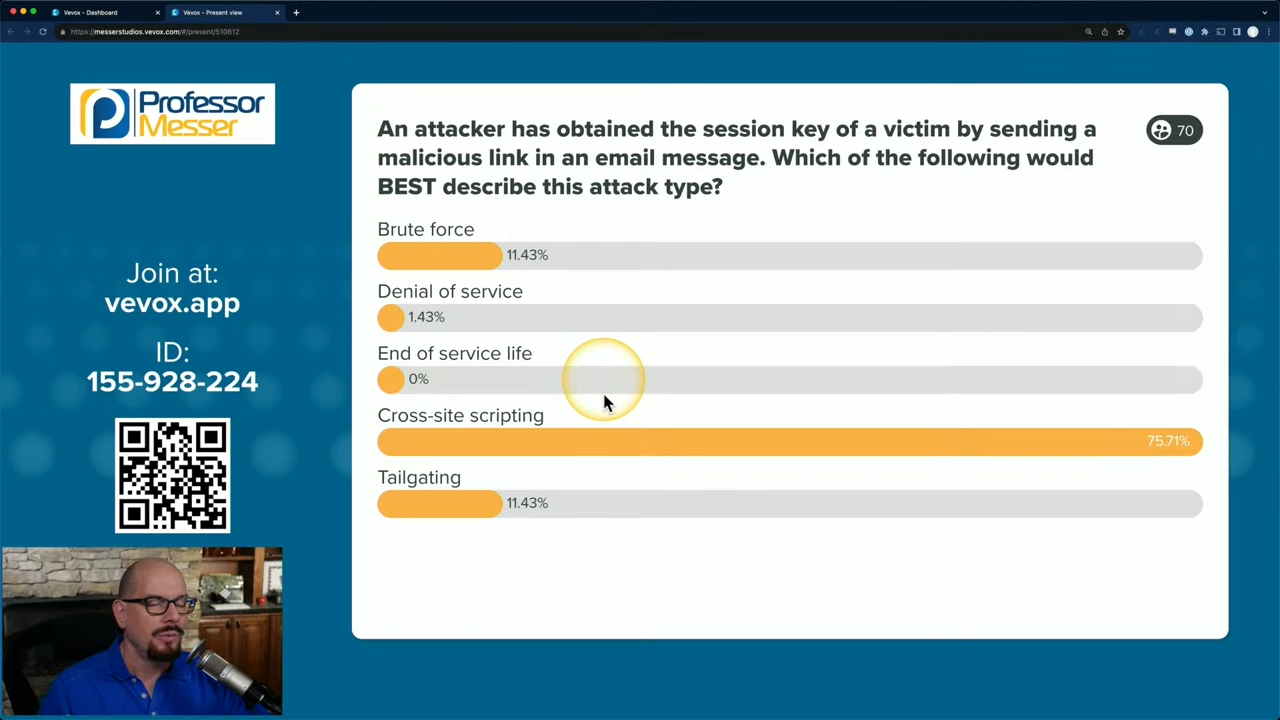 Vevox - Dashboard
Vevox - Present view
https://messerstudios.vevox.com/#/present/510612
Professor
Messer
An attacker has obtained the session key of a victim by sending a
malicious link in an email message. Which of the following would
BEST describe this attack type?
70
Brute force
11.43%
Denial of service
1.43%
End of service life
0%
Cross-site scripting
75.71%
Tailgating
11.43%
Join at:
vevox.app
ID:
155-928-224